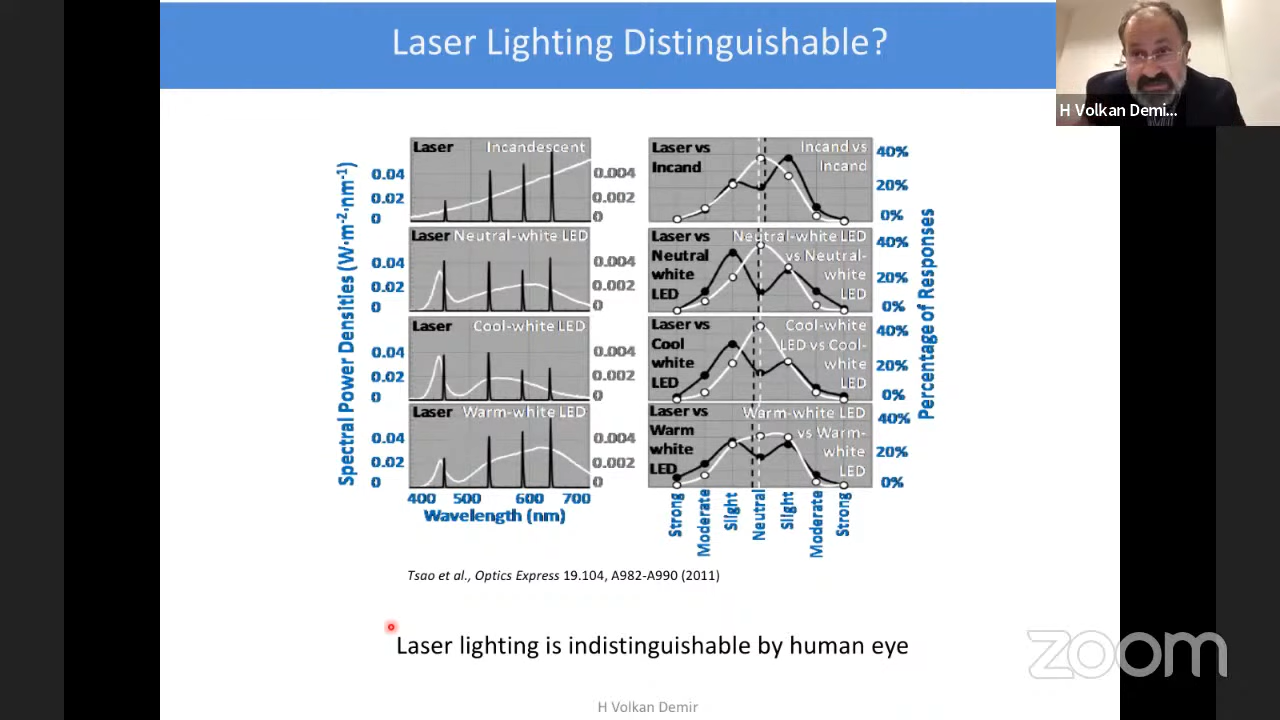 Laser Lighting Distinguishable?
H Volkan Demi...
Spectral Power Densities (W·m⁻²·nm⁻¹)
Laser Incandescent
0.04
0.02
0
0.004
0.002
0
Laser Neutral-white LED
0.04
0.02
0
0.004
0.002
0
Laser Cool-white LED
0.04
0.02
0
0.004
0.002
0
Laser Warm-white LED
0.04
0.02
0
0.004
0.002
0
400 500 600 700
Wavelength (nm)
Laser vs
Incand
Incand vs
Incand
40%
20%
0%
Laser vs
Neutral
white
LED
Neutral-white LED
vs Neutral-
white
LED
40%
20%
0%
Laser vs
Cool
white
LED
Cool-white
LED vs Cool-
white
LED
40%
20%
0%
Laser vs
Warm
white
LED
Warm-white LED
vs Warm-
white
LED
40%
20%
0%
Strong
Moderate
Slight
Neutral
Slight
Moderate
Strong
Percentage of Responses
Tsao et al., Optics Express 19.104, A982-A990 (2011)
Laser lighting is indistinguishable by human eye
zoom
H Volkan Demir